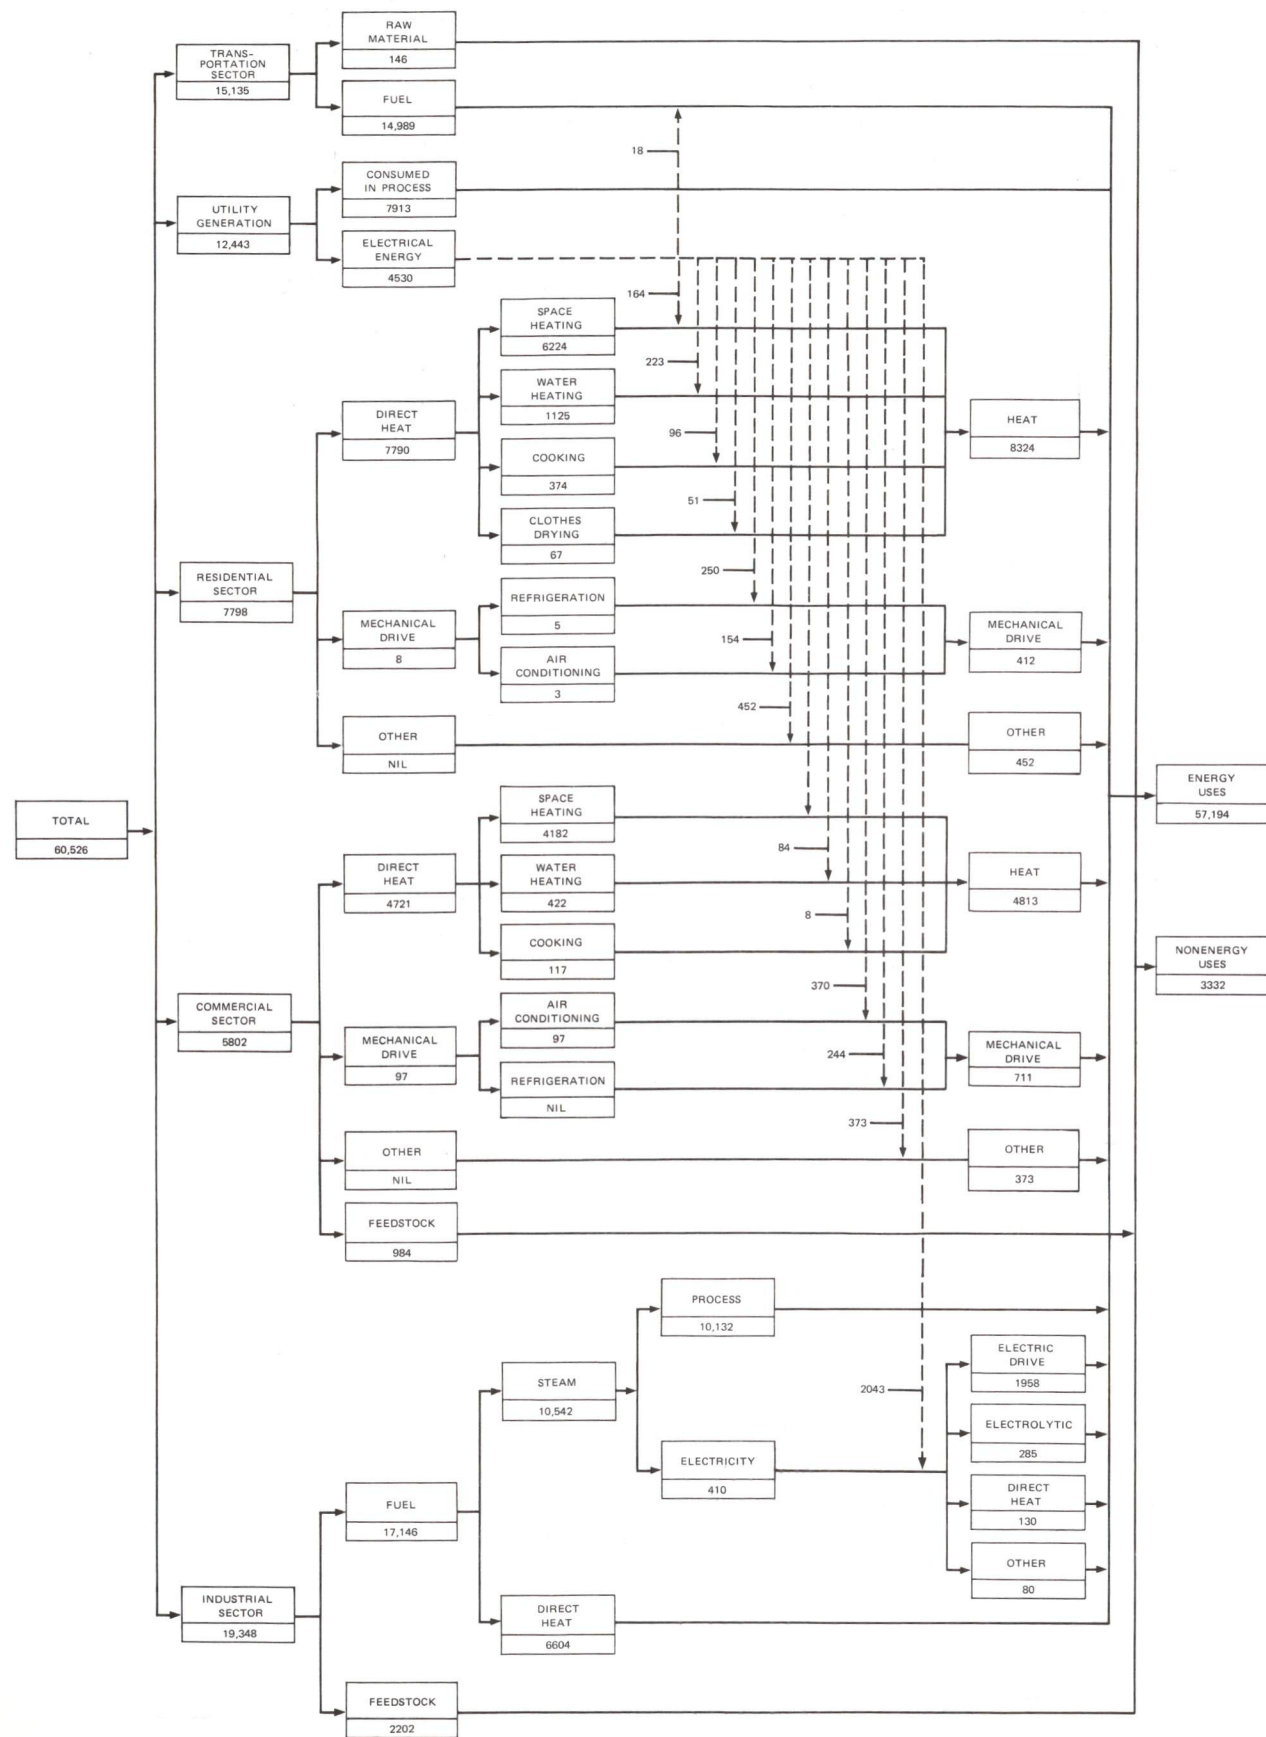 RAW
MATERIAL
146
TRANS-
PORTATION
SECTOR
15,135
FUEL
14,989
18
CONSUMED
IN PROCESS
7913
UTILITY
GENERATION
12,443
ELECTRICAL
ENERGY
4530
164
SPACE
HEATING
6224
223
WATER
HEATING
1125
DIRECT
HEAT
7790
HEAT
8324
96
COOKING
374
51
CLOTHES
DRYING
67
250
RESIDENTIAL
SECTOR
7798
REFRIGERATION
5
MECHANICAL
DRIVE
8
154
MECHANICAL
DRIVE
412
AIR
CONDITIONING
3
452
OTHER
NIL
OTHER
452
ENERGY
USES
57,194
TOTAL
60,526
SPACE
HEATING
4182
84
DIRECT
HEAT
4721
WATER
HEATING
422
HEAT
4813
8
COOKING
117
NONENERGY
USES
3332
370
COMMERCIAL
SECTOR
5802
AIR
CONDITIONING
97
MECHANICAL
DRIVE
97
244
MECHANICAL
DRIVE
711
REFRIGERATION
NIL
373
OTHER
NIL
OTHER
373
FEEDSTOCK
984
PROCESS
10,132
ELECTRIC
DRIVE
1958
STEAM
10,542
2043
ELECTROLYTIC
285
ELECTRICITY
410
FUEL
17,146
DIRECT
HEAT
130
OTHER
80
INDUSTRIAL
SECTOR
19,348
DIRECT
HEAT
6604
FEEDSTOCK
2202